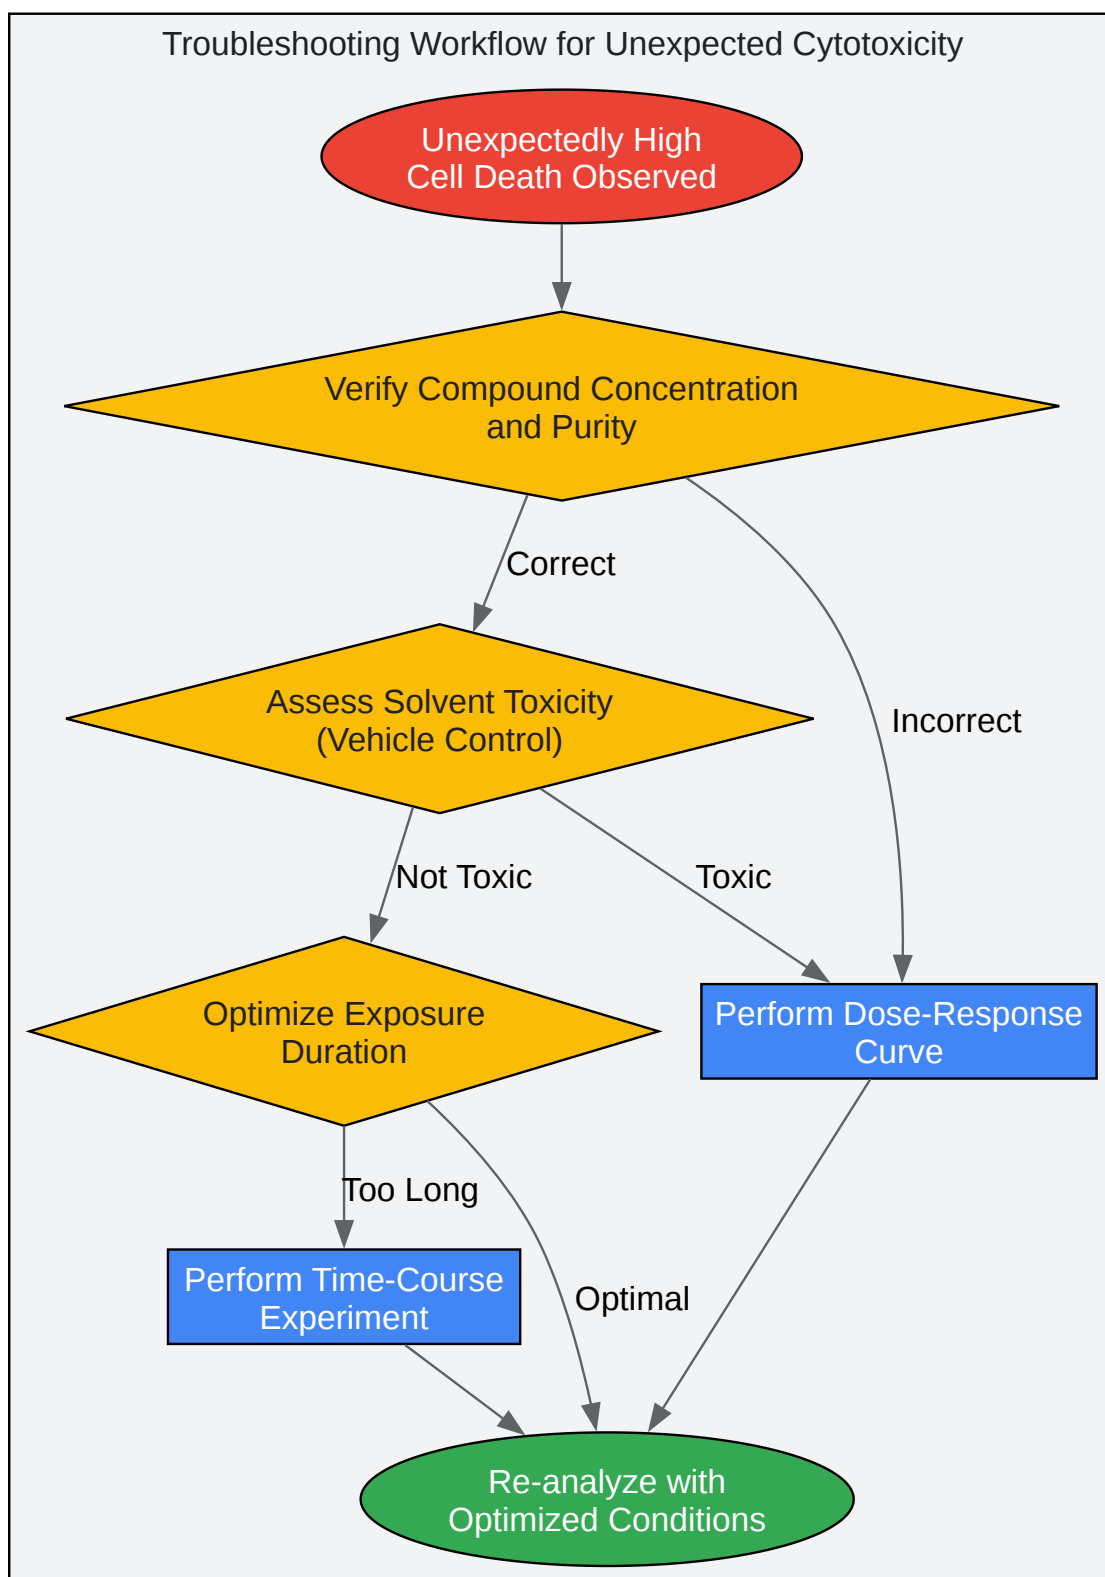 Troubleshooting Workflow for Unexpected Cytotoxicity
Unexpectedly High
Cell Death Observed
Verify Compound Concentration
and Purity
Correct
Incorrect
Assess Solvent Toxicity
(Vehicle Control)
Not Toxic
Toxic
Optimize Exposure
Duration
Perform Dose-Response
Curve
Too Long
Optimal
Perform Time-Course
Experiment
Re-analyze with
Optimized Conditions